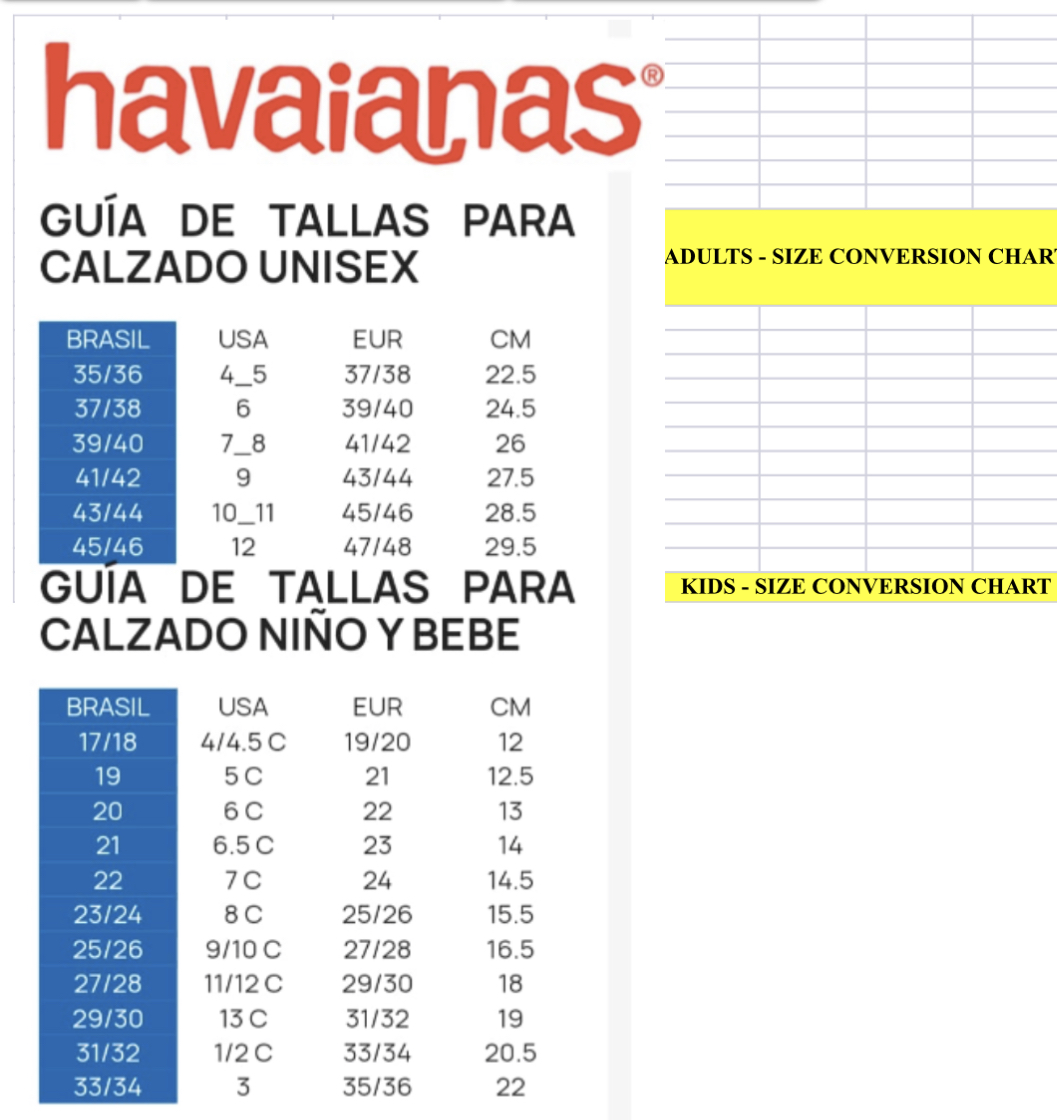 havaianas®
GUÍA DE TALLAS PARA
CALZADO UNISEX
ADULTS - SIZE CONVERSION CHART
BRASIL USA EUR CM
35/36 4_5 37/38 22.5
37/38 6 39/40 24.5
39/40 7_8 41/42 26
41/42 9 43/44 27.5
43/44 10_11 45/46 28.5
45/46 12 47/48 29.5
GUÍA DE TALLAS PARA
CALZADO NIÑO Y BEBE
KIDS - SIZE CONVERSION CHART
BRASIL USA EUR CM
17/18 4/4.5 C 19/20 12
19 5 C 21 12.5
20 6 C 22 13
21 6.5 C 23 14
22 7 C 24 14.5
23/24 8 C 25/26 15.5
25/26 9/10 C 27/28 16.5
27/28 11/12 C 29/30 18
29/30 13 C 31/32 19
31/32 1/2 C 33/34 20.5
33/34 3 35/36 22